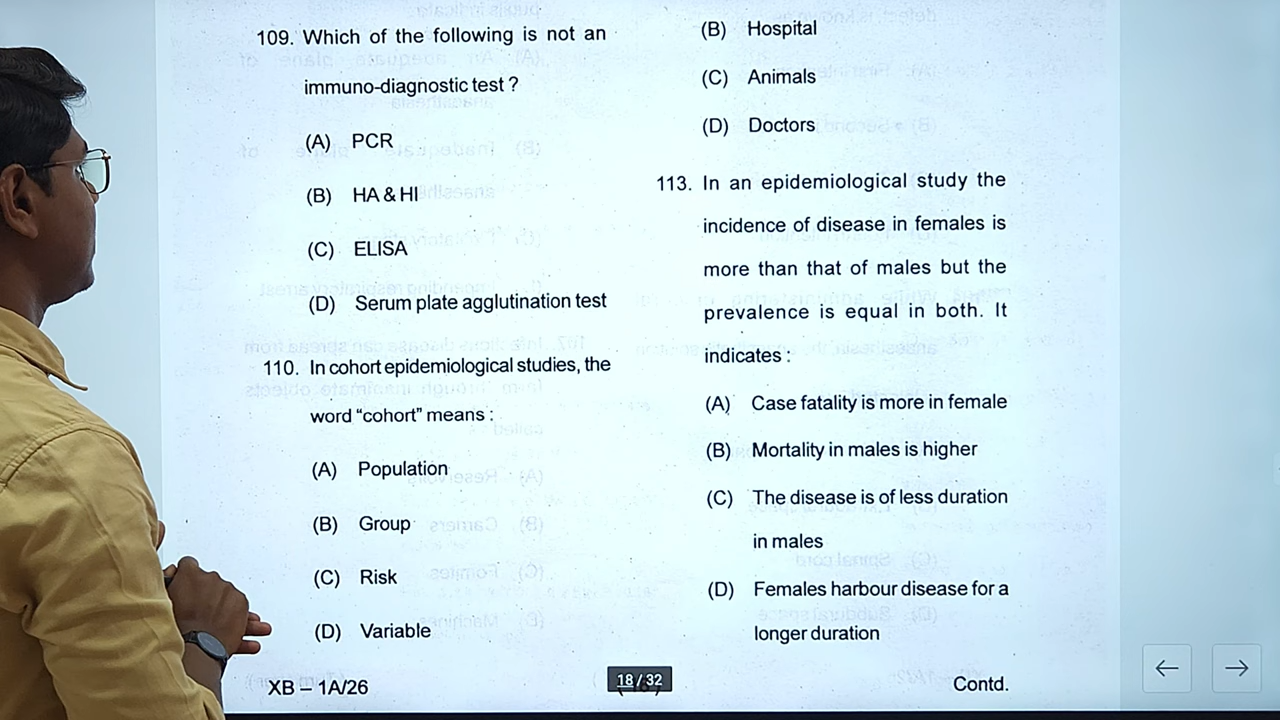 109. Which of the following is not an
immuno-diagnostic test ?
(A) PCR
(B) HA & HI
(C) ELISA
(D) Serum plate agglutination test
110. In cohort epidemiological studies, the
word “cohort” means :
(A) Population
(B) Group
(C) Risk
(D) Variable
XB – 1A/26
18 / 32
(B) Hospital
(C) Animals
(D) Doctors
113. In an epidemiological study the
incidence of disease in females is
more than that of males but the
prevalence is equal in both. It
indicates :
(A) Case fatality is more in female
(B) Mortality in males is higher
(C) The disease is of less duration
in males
(D) Females harbour disease for a
longer duration
Contd.